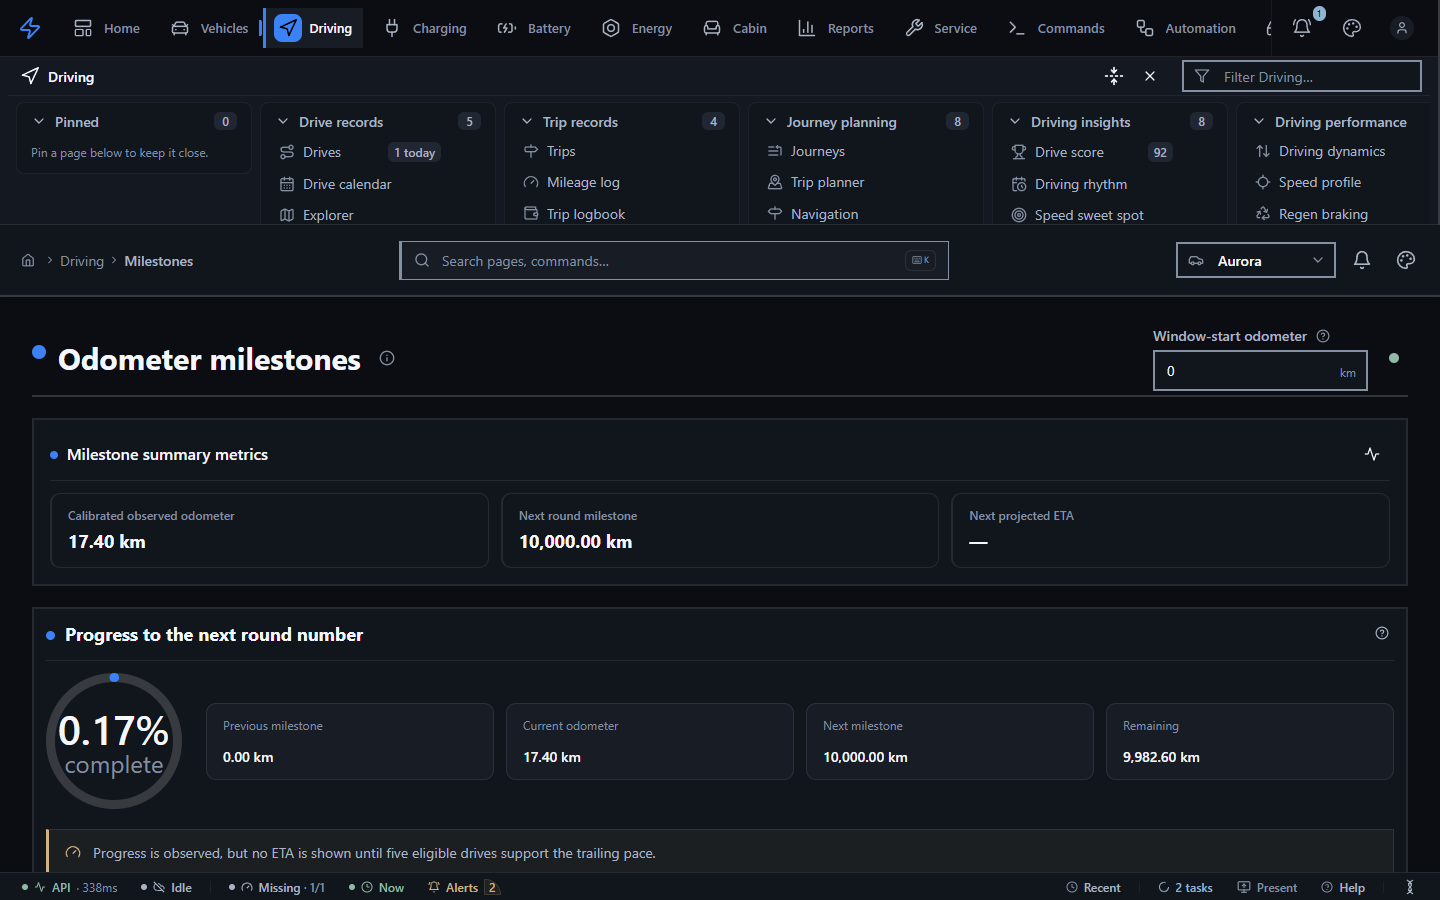 Home Vehicles Driving Charging Battery Energy Cabin Reports Service Commands Automation 1
Driving Filter Driving...
Pinned 0 Drive records 5 Trip records 4 Journey planning 8 Driving insights 8 Driving performance
Pin a page below to keep it close. Drives 1 today Trips Journeys Drive score 92 Driving dynamics
Drive calendar Mileage log Trip planner Driving rhythm Speed profile
Explorer Trip logbook Navigation Speed sweet spot Regen braking
Driving Milestones Search pages, commands... K Aurora
Window-start odometer
Odometer milestones
0 km
Milestone summary metrics
Calibrated observed odometer Next round milestone Next projected ETA
17.40 km 10,000.00 km —
Progress to the next round number
0.17%
complete
Previous milestone Current odometer Next milestone Remaining
0.00 km 17.40 km 10,000.00 km 9,982.60 km
Progress is observed, but no ETA is shown until five eligible drives support the trailing pace.
API · 338ms Idle Missing · 1/1 Now Alerts 2 Recent 2 tasks Present Help